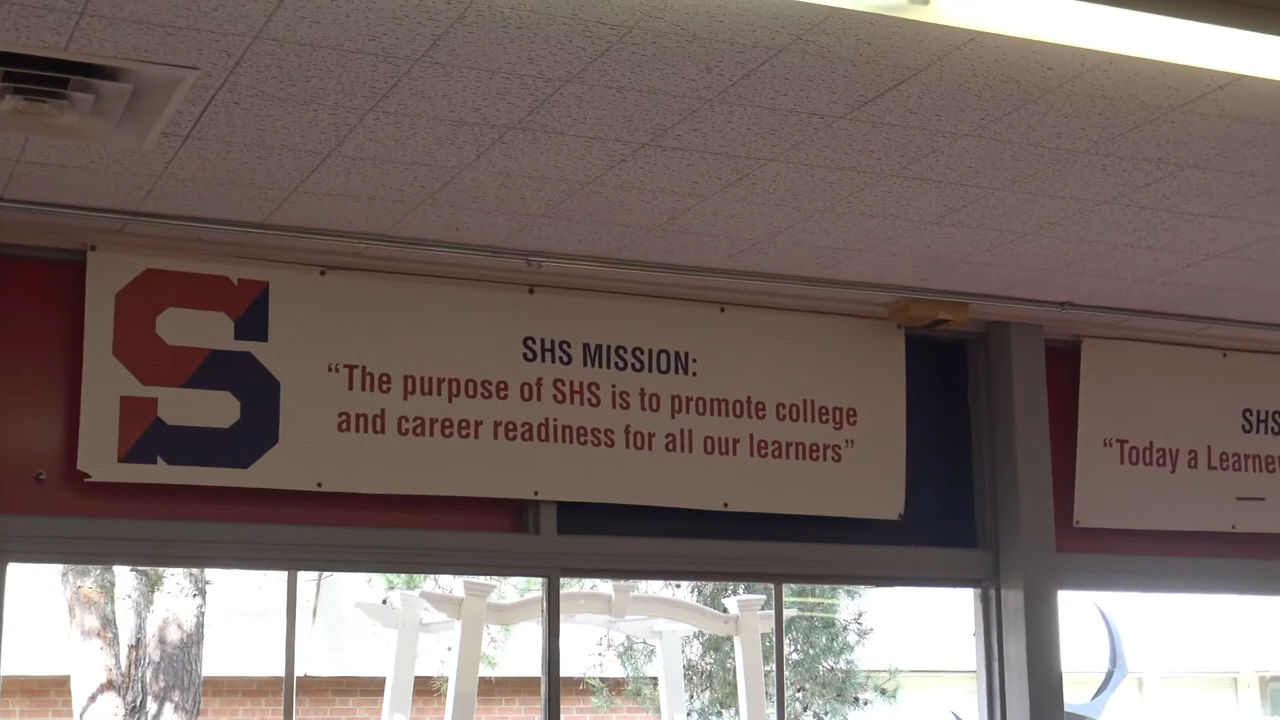 S
SHS MISSION:
“The purpose of SHS is to promote college
and career readiness for all our learners”
SHS
“Today a Learne